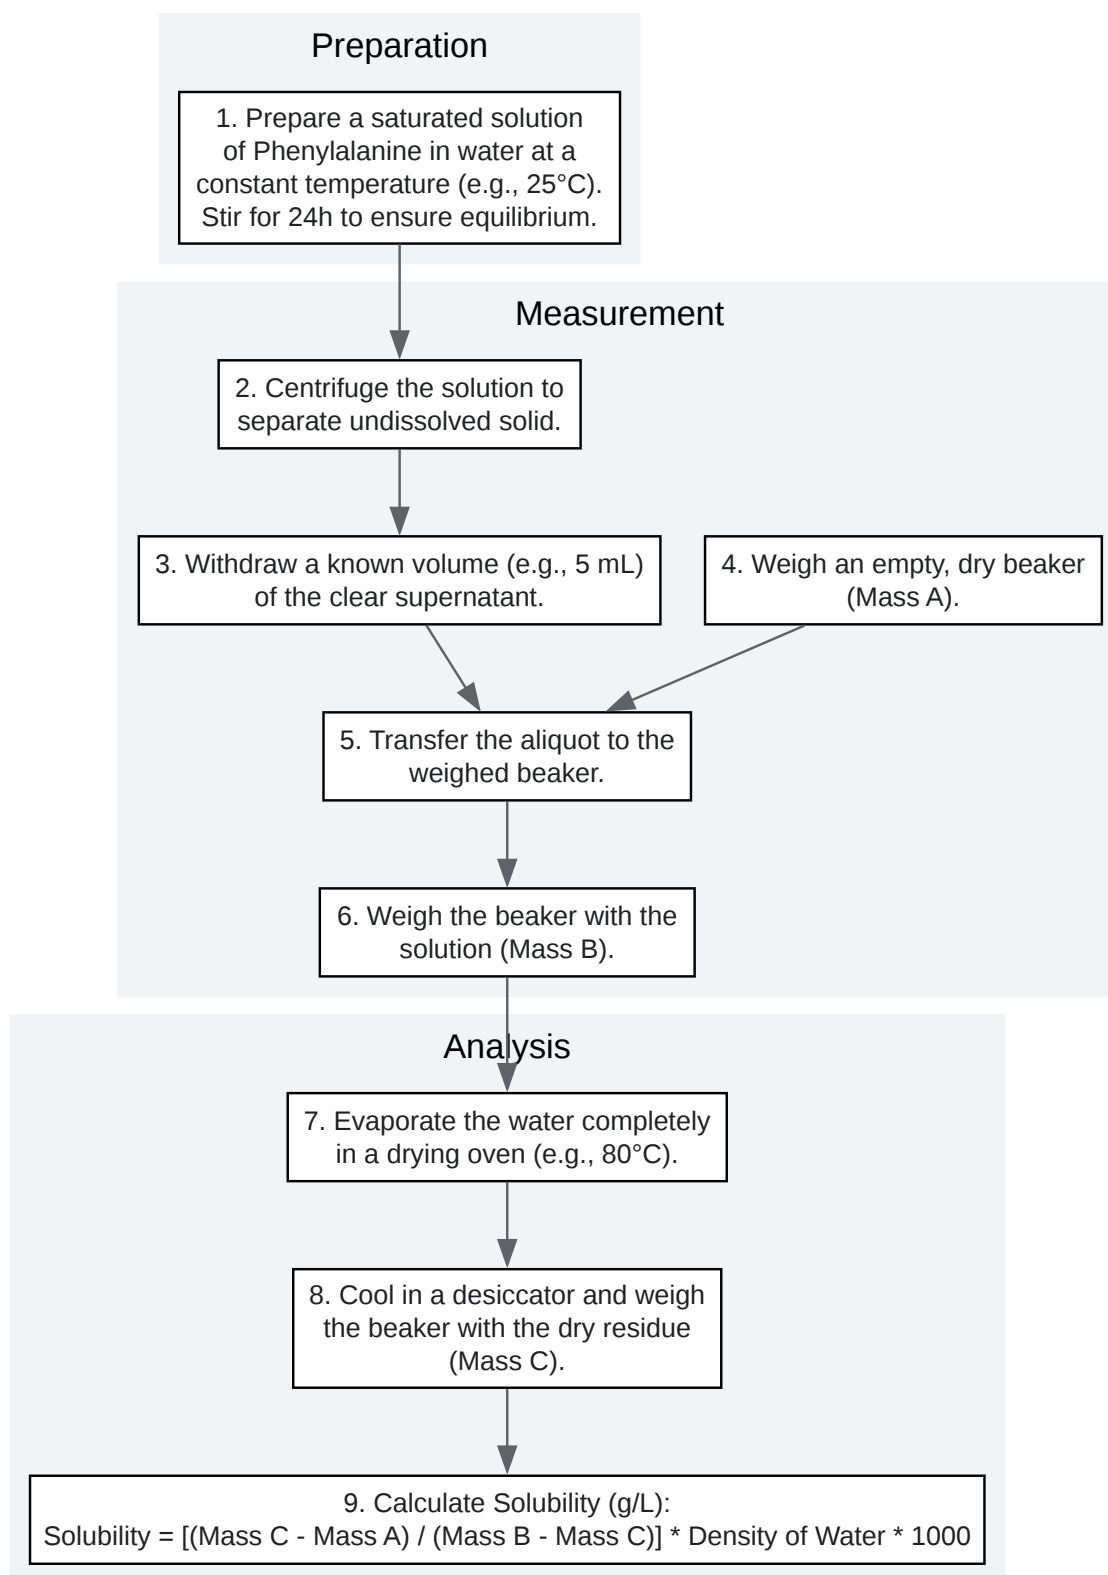 Preparation
1. Prepare a saturated solution
of Phenylalanine in water at a
constant temperature (e.g., 25°C).
Stir for 24h to ensure equilibrium.
Measurement
2. Centrifuge the solution to
separate undissolved solid.
3. Withdraw a known volume (e.g., 5 mL)
of the clear supernatant.
4. Weigh an empty, dry beaker
(Mass A).
5. Transfer the aliquot to the
weighed beaker.
6. Weigh the beaker with the
solution (Mass B).
Analysis
7. Evaporate the water completely
in a drying oven (e.g., 80°C).
8. Cool in a desiccator and weigh
the beaker with the dry residue
(Mass C).
9. Calculate Solubility (g/L):
Solubility = [(Mass C - Mass A) / (Mass B - Mass C)] * Density of Water * 1000